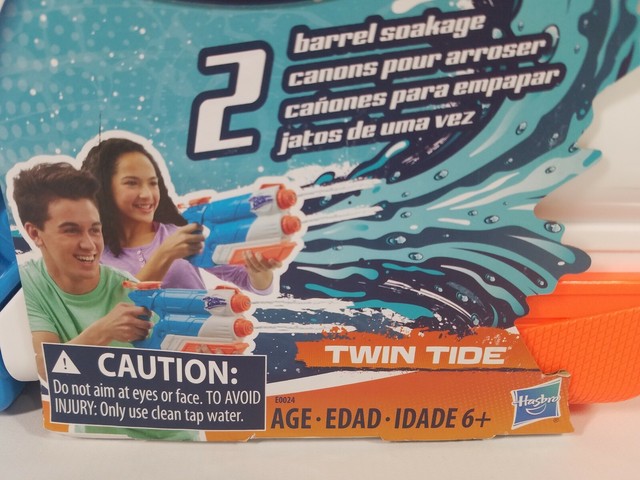 2
barrel soakage
canons pour arroser
cañones para empapar
jatos de uma vez
TWIN TIDE
CAUTION:
Do not aim at eyes or face. TO AVOID
INJURY: Only use clean tap water.
E0024
AGE · EDAD · IDADE 6+
Hasbro